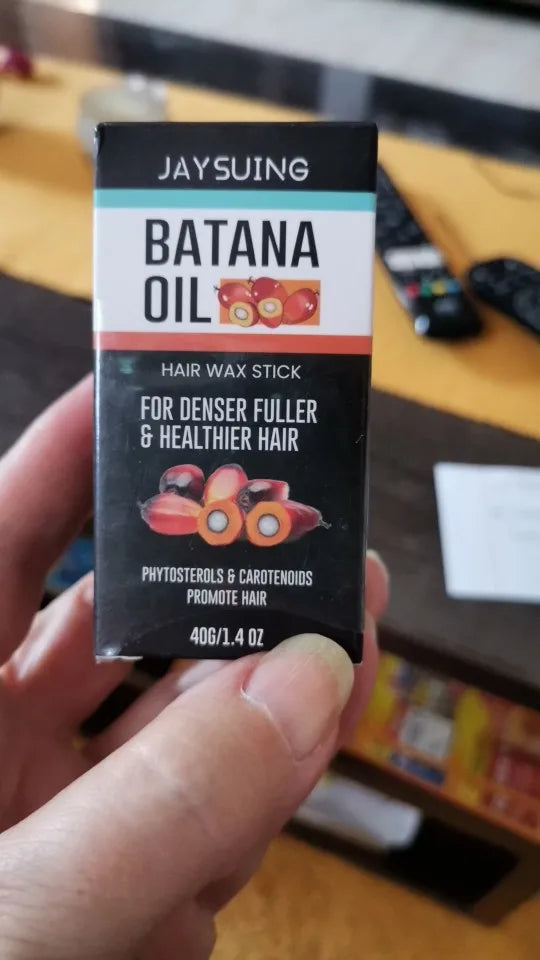 JAYSUING
BATANA
OIL
HAIR WAX STICK
FOR DENSER FULLER
& HEALTHIER HAIR
PHYTOSTEROLS & CAROTENOIDS
PROMOTE HAIR
40G/1.4 OZ